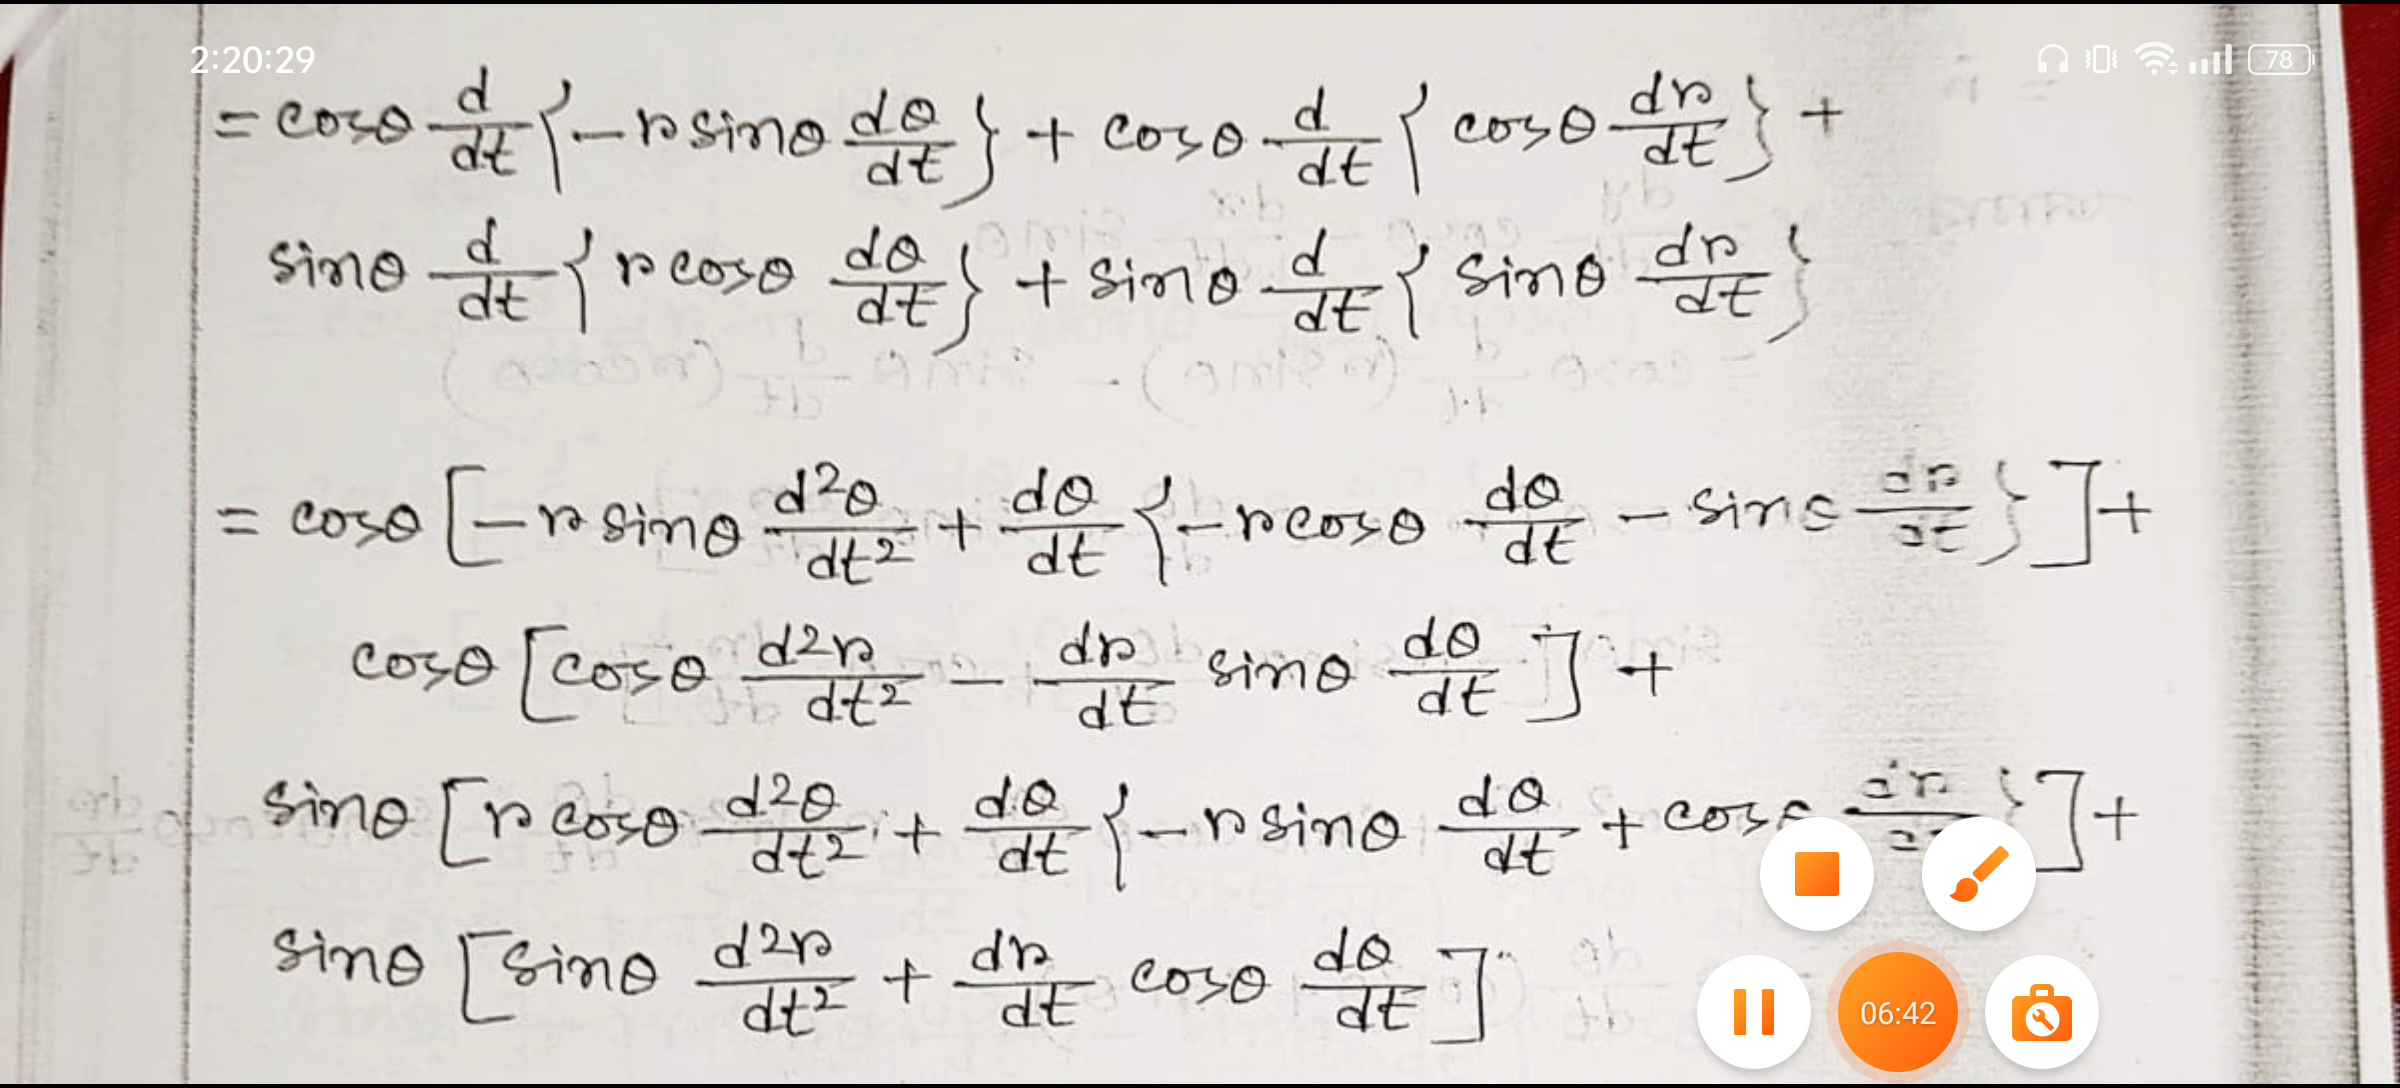 2:20:29 78
= cosθ d/dt {-r sinθ dθ/dt} + cosθ d/dt {cosθ dr/dt} +
sinθ d/dt {r cosθ dθ/dt} + sinθ d/dt {sinθ dr/dt}
= cosθ [-r sinθ d²θ/dt² + dθ/dt {-r cosθ dθ/dt - sinθ dr/dt}] +
cosθ [cosθ d²r/dt² - dr/dt sinθ dθ/dt] +
sinθ [r cosθ d²θ/dt² + dθ/dt {-r sinθ dθ/dt + cosθ dr/dt}] +
sinθ [sinθ d²r/dt² + dr/dt cosθ dθ/dt]
06:42